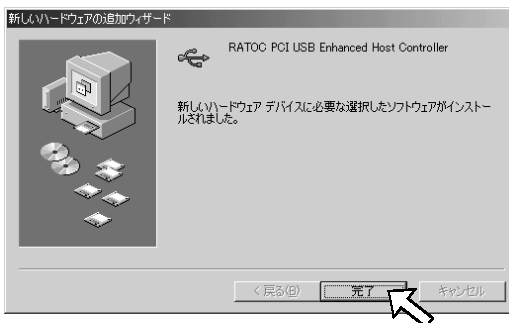 新しいハードウェアの追加ウィザード
RATOC PCI USB Enhanced Host Controller
新しいハードウェア デバイスに必要な選択したソフトウェアがインストー
ルされました。
< 戻る(B)
完了
キャンセル